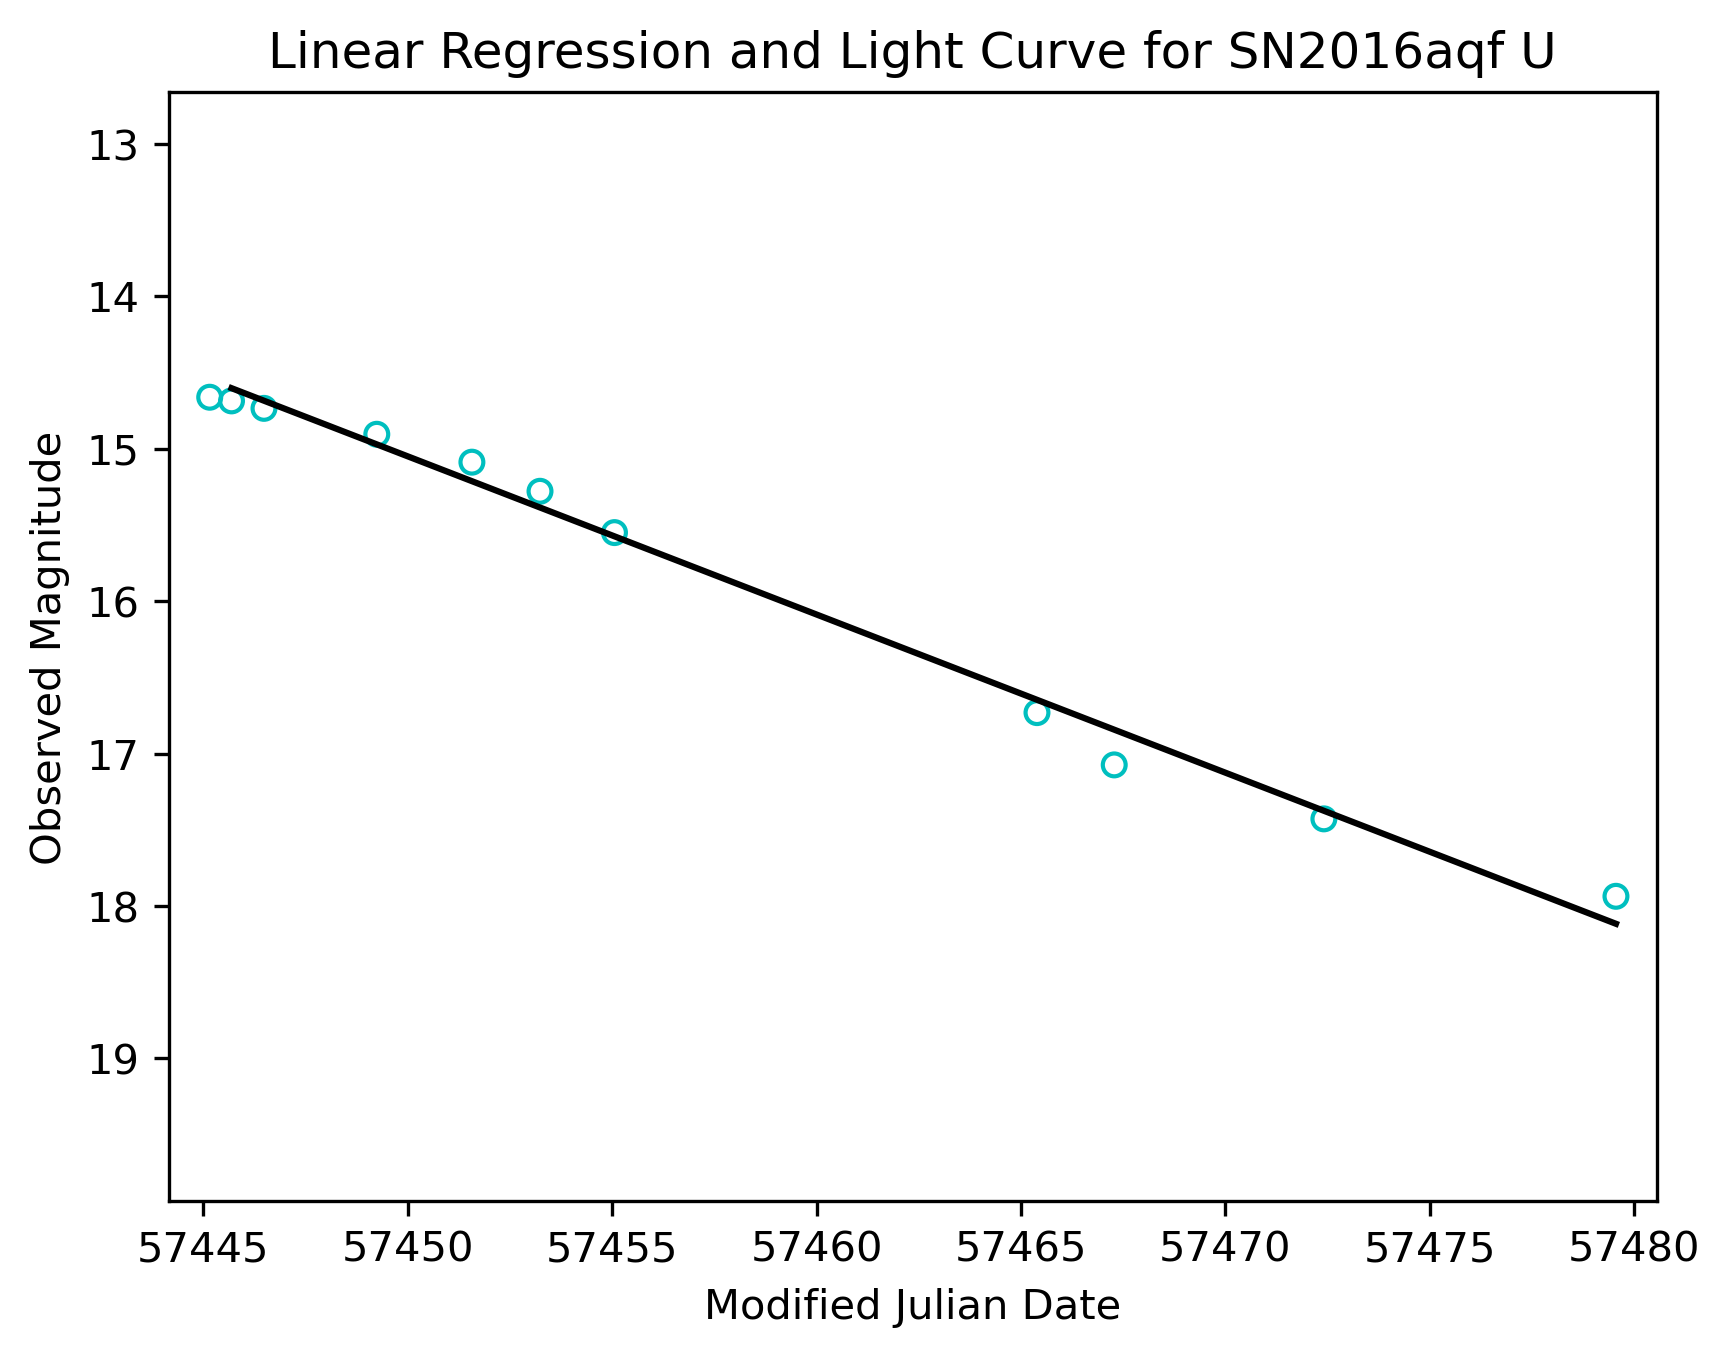 Linear Regression and Light Curve for SN2016aqf U
Observed Magnitude
13
14
15
16
17
18
19
57445 57450 57455 57460 57465 57470 57475 57480
Modified Julian Date